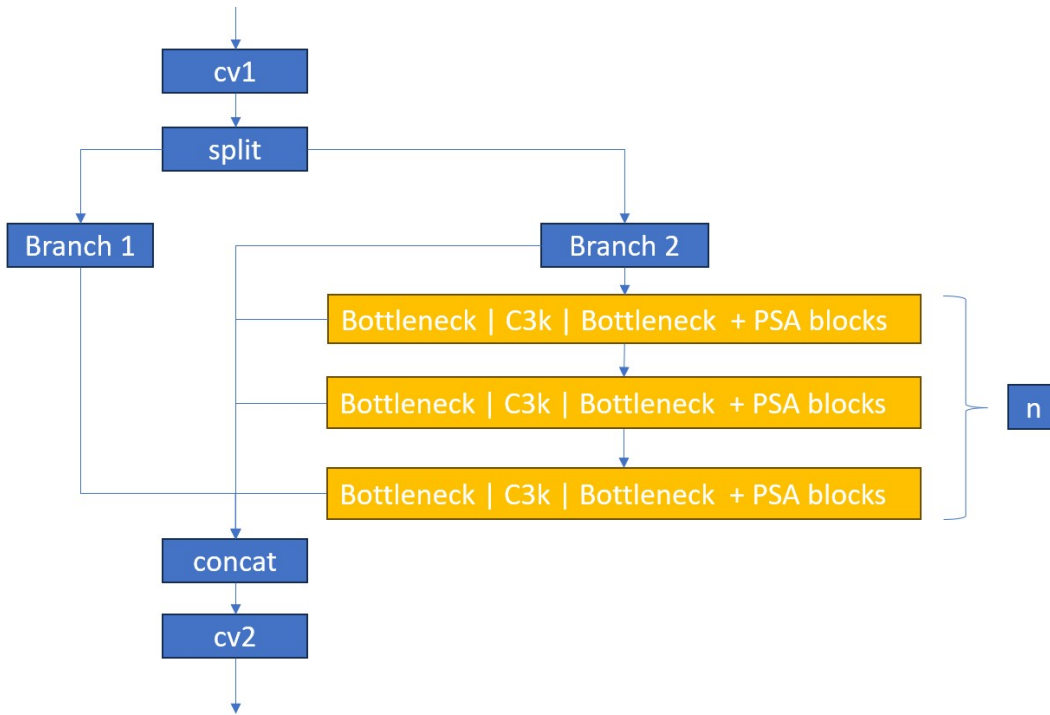 cv1
split
Branch 1
Branch 2
Bottleneck | C3k | Bottleneck + PSA blocks
Bottleneck | C3k | Bottleneck + PSA blocks
n
Bottleneck | C3k | Bottleneck + PSA blocks
concat
cv2